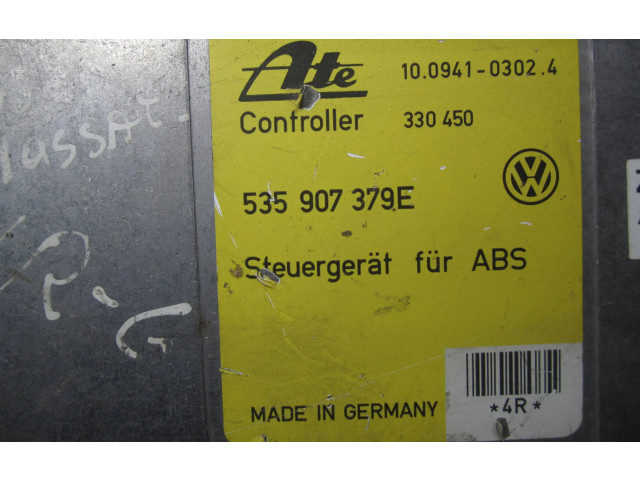 Ate 10.0941-0302.4
Controller 330 450
535 907 379E
Steuergerät für ABS
MADE IN GERMANY
*4R*